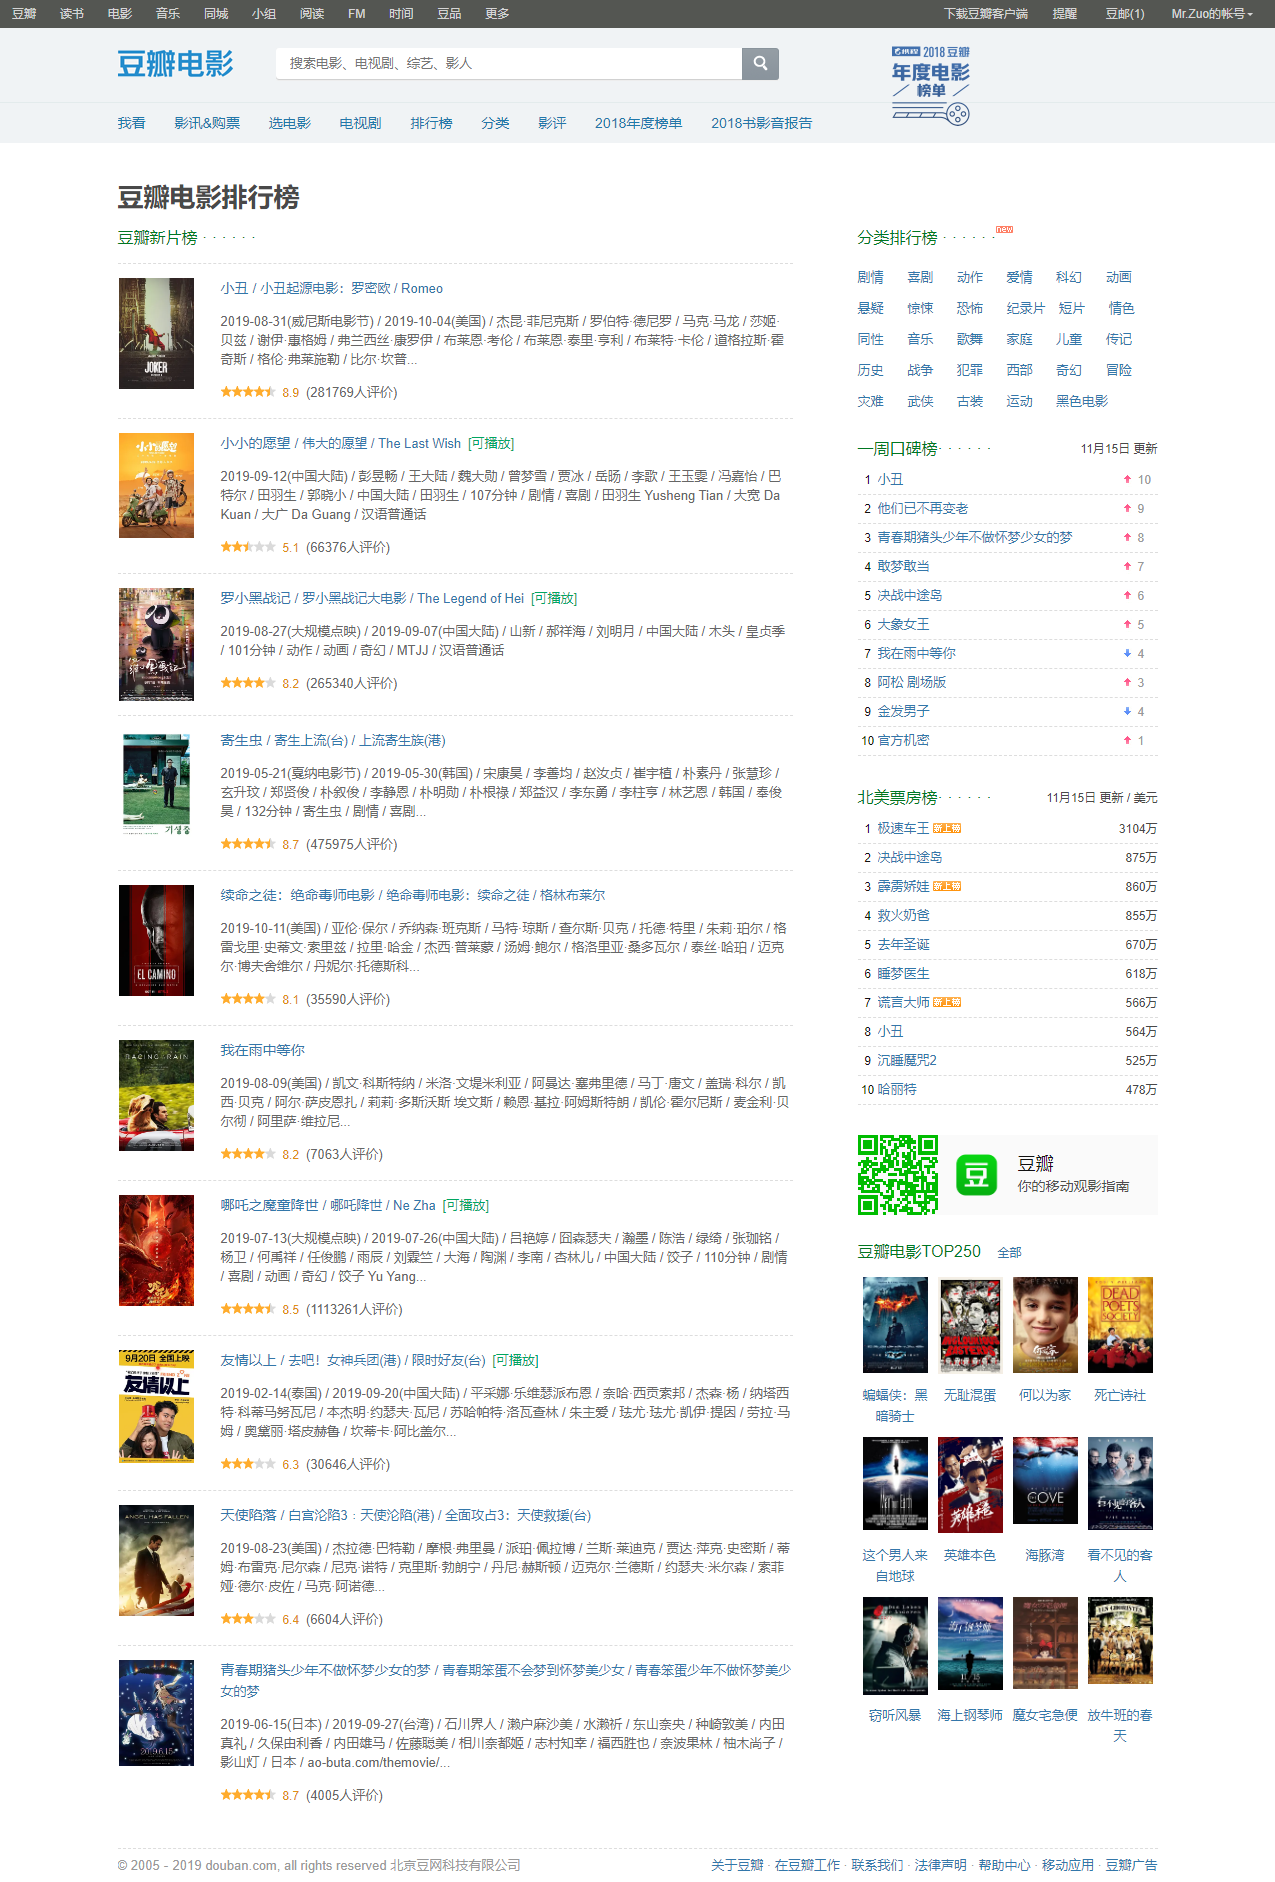 豆瓣 读书 电影 音乐 同城 小组 阅读 FM 时间 豆品 更多 下载豆瓣客户端 提醒 豆邮(1) Mr.Zuo的帐号
豆瓣电影
搜索电影、电视剧、综艺、影人
2018 豆瓣
年度电影
榜单
我看 影讯&购票 选电影 电视剧 排行榜 分类 影评 2018年度榜单 2018书影音报告
豆瓣电影排行榜
豆瓣新片榜 · · · · · ·
小丑 / 小丑起源电影：罗密欧 / Romeo
2019-08-31(威尼斯电影节) / 2019-10-04(美国) / 杰昆·菲尼克斯 / 罗伯特·德尼罗 / 马克·马龙 / 莎姬·
贝兹 / 谢伊·惠格姆 / 弗兰西丝·康罗伊 / 布莱恩·考伦 / 布莱恩·泰里·亨利 / 布莱特·卡伦 / 道格拉斯·霍
奇斯 / 格伦·弗莱施勒 / 比尔·坎普...
8.9 (281769人评价)
JOKER
小小的愿望 / 伟大的愿望 / The Last Wish [可播放]
2019-09-12(中国大陆) / 彭昱畅 / 王大陆 / 魏大勋 / 曾梦雪 / 贾冰 / 岳旸 / 李歌 / 王玉雯 / 冯嘉怡 / 巴
特尔 / 田羽生 / 郭晓小 / 中国大陆 / 田羽生 / 107分钟 / 剧情 / 喜剧 / 田羽生 Yusheng Tian / 大宽 Da
Kuan / 大广 Da Guang / 汉语普通话
5.1 (66376人评价)
罗小黑战记 / 罗小黑战记大电影 / The Legend of Hei [可播放]
2019-08-27(大规模点映) / 2019-09-07(中国大陆) / 山新 / 郝祥海 / 刘明月 / 中国大陆 / 木头 / 皇贞季
/ 101分钟 / 动作 / 动画 / 奇幻 / MTJJ / 汉语普通话
8.2 (265340人评价)
寄生虫 / 寄生上流(台) / 上流寄生族(港)
2019-05-21(戛纳电影节) / 2019-05-30(韩国) / 宋康昊 / 李善均 / 赵汝贞 / 崔宇植 / 朴素丹 / 张慧珍 /
玄升玟 / 郑贤俊 / 朴叙俊 / 李静恩 / 朴明勋 / 朴根禄 / 郑益汉 / 李东勇 / 李柱亨 / 林艺恩 / 韩国 / 奉俊
昊 / 132分钟 / 寄生虫 / 剧情 / 喜剧...
8.7 (475975人评价)
기생충
续命之徒：绝命毒师电影 / 绝命毒师电影：续命之徒 / 格林布莱尔
2019-10-11(美国) / 亚伦·保尔 / 乔纳森·班克斯 / 马特·琼斯 / 查尔斯·贝克 / 托德·特里 / 朱莉·珀尔 / 格
雷戈里·史蒂文·索里兹 / 拉里·哈金 / 杰西·普莱蒙 / 汤姆·鲍尔 / 格洛里亚·桑多瓦尔 / 泰丝·哈珀 / 迈克
尔·博夫舍维尔 / 丹妮尔·托德斯科...
8.1 (35590人评价)
EL CAMINO
我在雨中等你
2019-08-09(美国) / 凯文·科斯特纳 / 米洛·文堤米利亚 / 阿曼达·塞弗里德 / 马丁·唐文 / 盖瑞·科尔 / 凯
西·贝克 / 阿尔·萨皮恩扎 / 莉莉·多斯沃斯 埃文斯 / 赖恩·基拉·阿姆斯特朗 / 凯伦·霍尔尼斯 / 麦金利·贝
尔彻 / 阿里萨·维拉尼...
8.2 (7063人评价)
哪吒之魔童降世 / 哪吒降世 / Ne Zha [可播放]
2019-07-13(大规模点映) / 2019-07-26(中国大陆) / 吕艳婷 / 囧森瑟夫 / 瀚墨 / 陈浩 / 绿绮 / 张珈铭 /
杨卫 / 何禹祥 / 任俊鹏 / 雨辰 / 刘霖竺 / 大海 / 陶渊 / 李南 / 杏林儿 / 中国大陆 / 饺子 / 110分钟 / 剧情
/ 喜剧 / 动画 / 奇幻 / 饺子 Yu Yang...
8.5 (1113261人评价)
9月20日 全国上映
友情以上
友情以上 / 去吧！女神兵团(港) / 限时好友(台) [可播放]
2019-02-14(泰国) / 2019-09-20(中国大陆) / 平采娜·乐维瑟派布恩 / 奈哈·西贡索邦 / 杰森·杨 / 纳塔西
特·科蒂马努瓦尼 / 本杰明·约瑟夫·瓦尼 / 苏哈帕特·洛瓦查林 / 朱主爱 / 珐尤·珐尤·凯伊·提因 / 劳拉·马
姆 / 奥黛丽·塔皮赫鲁 / 坎蒂卡·阿比盖尔...
6.3 (30646人评价)
ANGEL HAS FALLEN
天使陷落 / 白宫沦陷3：天使沦陷(港) / 全面攻占3：天使救援(台)
2019-08-23(美国) / 杰拉德·巴特勒 / 摩根·弗里曼 / 派珀·佩拉博 / 兰斯·莱迪克 / 贾达·萍克·史密斯 / 蒂
姆·布雷克·尼尔森 / 尼克·诺特 / 克里斯·勃朗宁 / 丹尼·赫斯顿 / 迈克尔·兰德斯 / 约瑟夫·米尔森 / 索菲
娅·德尔·皮佐 / 马克·阿诺德...
6.4 (6604人评价)
青春期猪头少年不做怀梦少女的梦 / 青春期笨蛋不会梦到怀梦美少女 / 青春笨蛋少年不做怀梦美少
女的梦
2019-06-15(日本) / 2019-09-27(台湾) / 石川界人 / 濑户麻沙美 / 水濑祈 / 东山奈央 / 种崎敦美 / 内田
真礼 / 久保由利香 / 内田雄马 / 佐藤聪美 / 相川奈都姬 / 志村知幸 / 福西胜也 / 奈波果林 / 柚木尚子 /
影山灯 / 日本 / ao-buta.com/themovie/...
8.7 (4005人评价)
2019.6.15
分类排行榜 · · · · · · new
剧情 喜剧 动作 爱情 科幻 动画
悬疑 惊悚 恐怖 纪录片 短片 情色
同性 音乐 歌舞 家庭 儿童 传记
历史 战争 犯罪 西部 奇幻 冒险
灾难 武侠 古装 运动 黑色电影
一周口碑榜 · · · · · · 11月15日 更新
1 小丑 10
2 他们已不再变老 9
3 青春期猪头少年不做怀梦少女的梦 8
4 敢梦敢当 7
5 决战中途岛 6
6 大象女王 5
7 我在雨中等你 4
8 阿松 剧场版 3
9 金发男子 4
10 官方机密 1
北美票房榜 · · · · · · 11月15日 更新 / 美元
1 极速车王 新上榜 3104万
2 决战中途岛 875万
3 霹雳娇娃 新上榜 860万
4 救火奶爸 855万
5 去年圣诞 670万
6 睡梦医生 618万
7 谎言大师 新上榜 566万
8 小丑 564万
9 沉睡魔咒2 525万
10 哈丽特 478万
豆
豆瓣
你的移动观影指南
豆瓣电影TOP250 全部
DEAD
POETS
SOCIETY
蝙蝠侠：黑
暗骑士
无耻混蛋
何以为家
死亡诗社
这个男人来
自地球
英雄本色
海豚湾
看不见的客
人
窃听风暴
海上钢琴师
魔女宅急便
放牛班的春
天
© 2005 - 2019 douban.com, all rights reserved 北京豆网科技有限公司
关于豆瓣 · 在豆瓣工作 · 联系我们 · 法律声明 · 帮助中心 · 移动应用 · 豆瓣广告